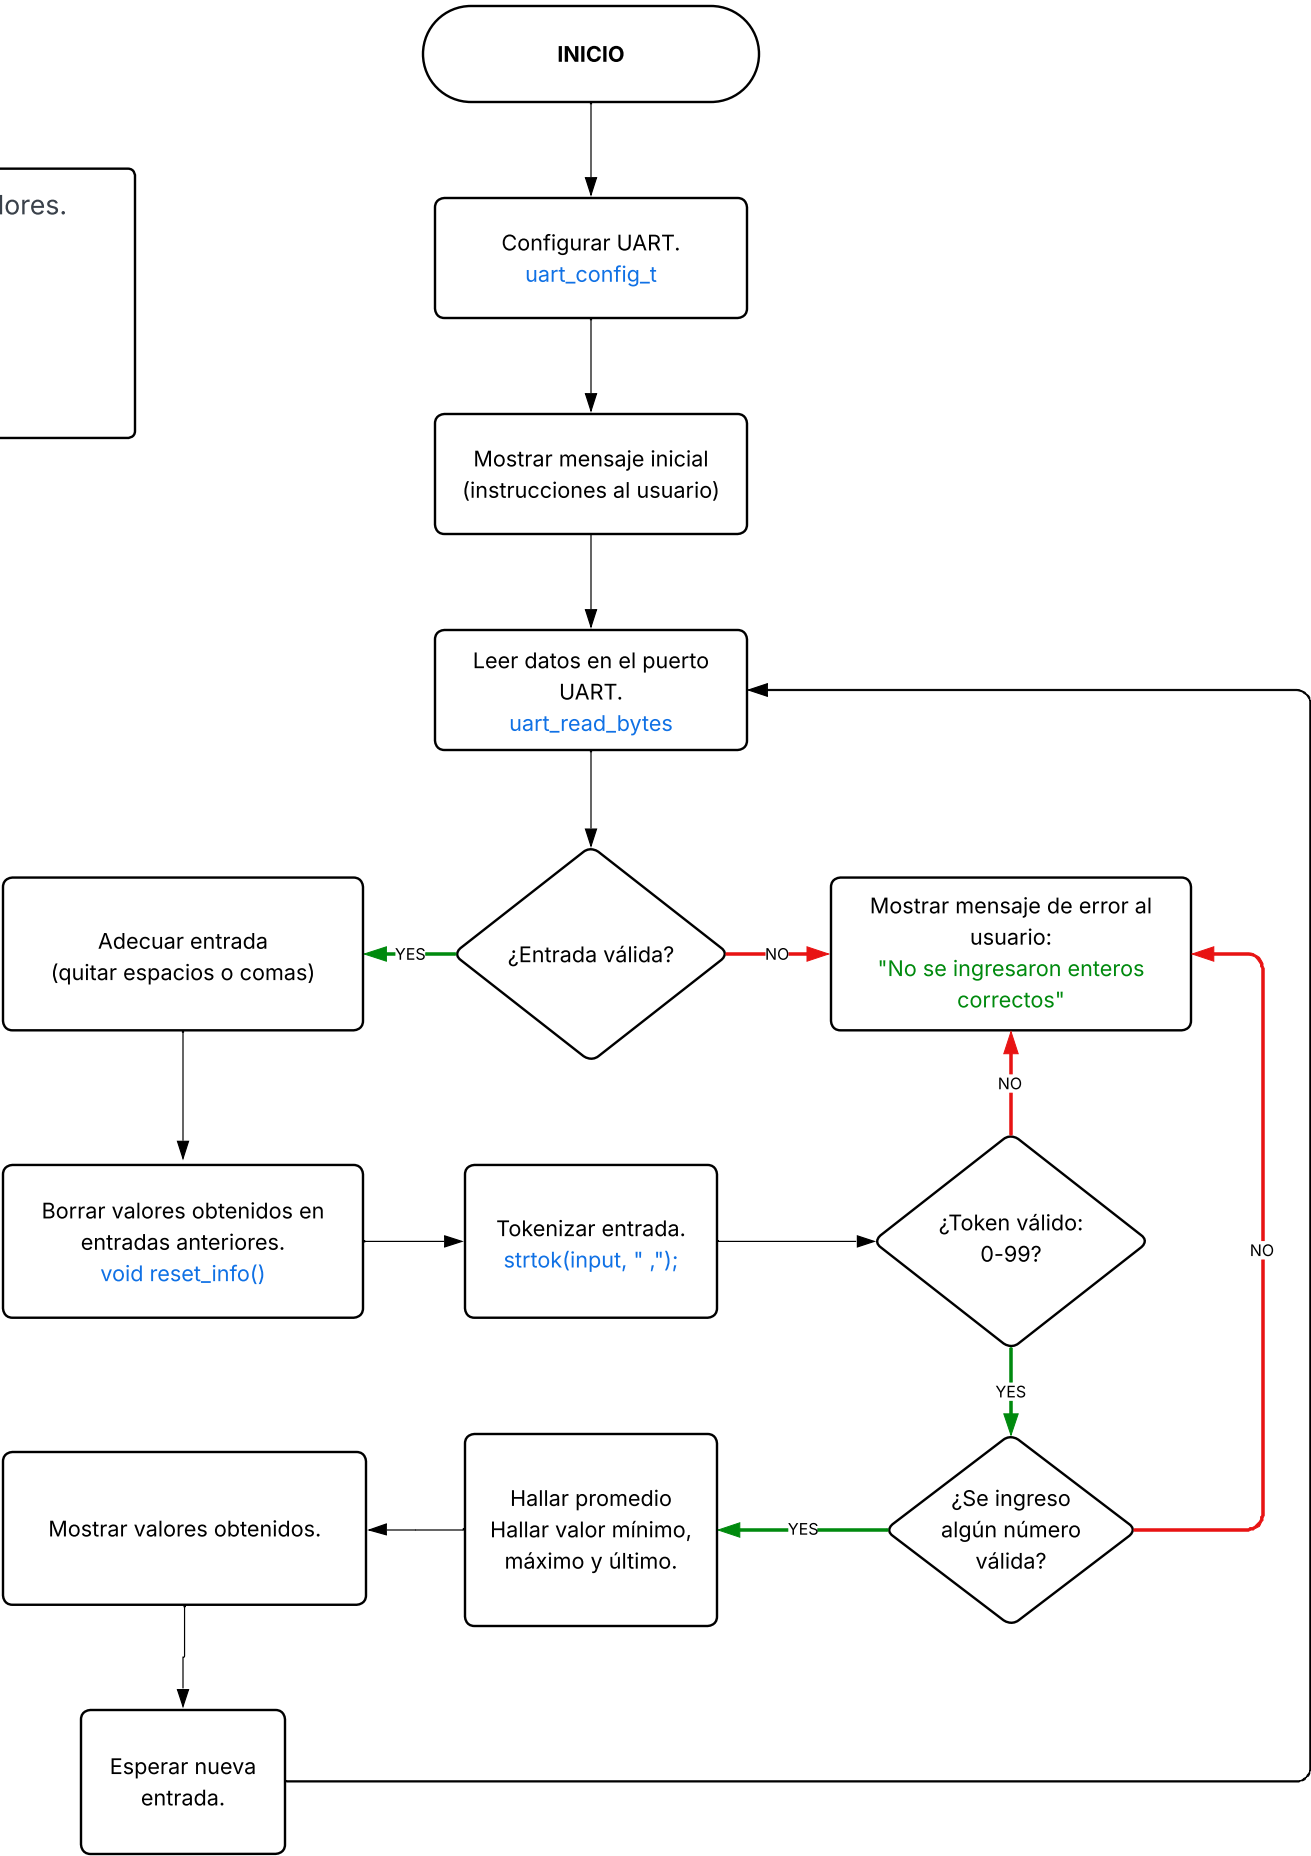 INICIO
lores.
Configurar UART.
uart_config_t
Mostrar mensaje inicial
(instrucciones al usuario)
Leer datos en el puerto
UART.
uart_read_bytes
¿Entrada válida?
YES
NO
Adecuar entrada
(quitar espacios o comas)
Mostrar mensaje de error al
usuario:
"No se ingresaron enteros
correctos"
NO
NO
Borrar valores obtenidos en
entradas anteriores.
void reset_info()
Tokenizar entrada.
strtok(input, " ,");
¿Token válido:
0-99?
YES
¿Se ingreso
algún número
válida?
YES
Hallar promedio
Hallar valor mínimo,
máximo y último.
Mostrar valores obtenidos.
Esperar nueva
entrada.